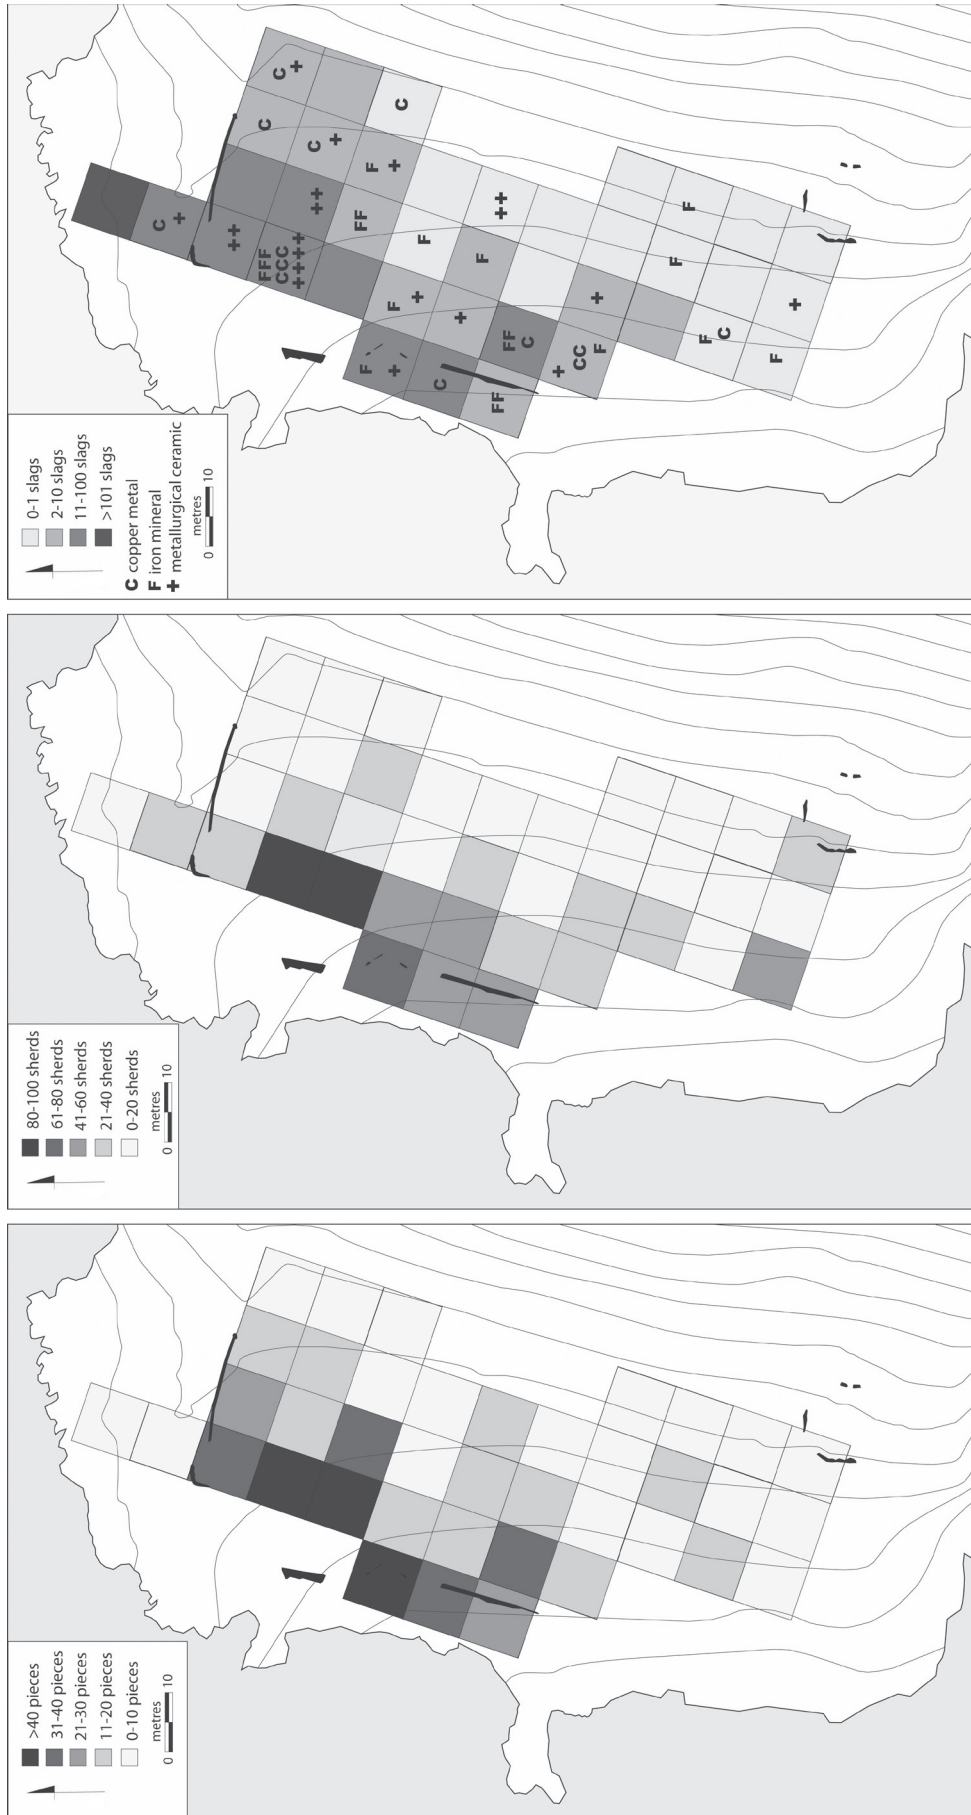 >40 pieces
31-40 pieces
21-30 pieces
11-20 pieces
0-10 pieces
metres
0 10
80-100 sherds
61-80 sherds
41-60 sherds
21-40 sherds
0-20 sherds
metres
0 10
0-1 slags
2-10 slags
11-100 slags
>101 slags
C copper metal
F iron mineral
+ metallurgical ceramic
metres
0 10
C
+
++
C
+
C
FFF
CCC
++++
C
+
++
FF
F
+
C
F
+
F
+
F
C
+
F
++
FF
FF
C
+
CC
F
+
F
F
F
C
F
+